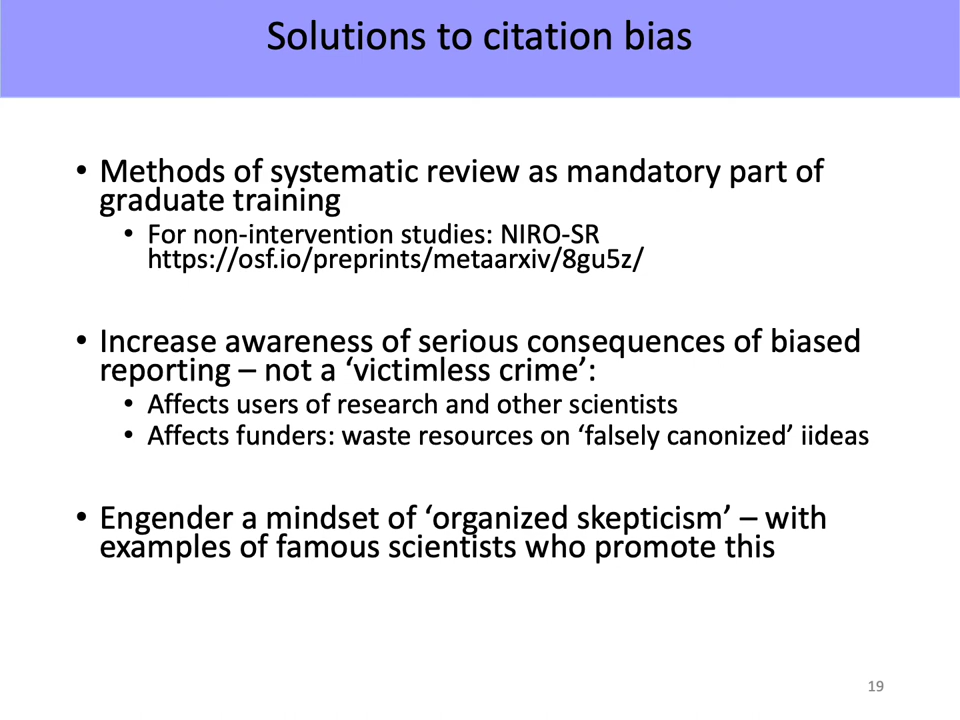 Solutions to citation bias
• Methods of systematic review as mandatory part of
graduate training
• For non-intervention studies: NIRO-SR
https://osf.io/preprints/metaarxiv/8gu5z/
• Increase awareness of serious consequences of biased
reporting – not a ‘victimless crime’:
• Affects users of research and other scientists
• Affects funders: waste resources on ‘falsely canonized’ iideas
• Engender a mindset of ‘organized skepticism’ – with
examples of famous scientists who promote this
19